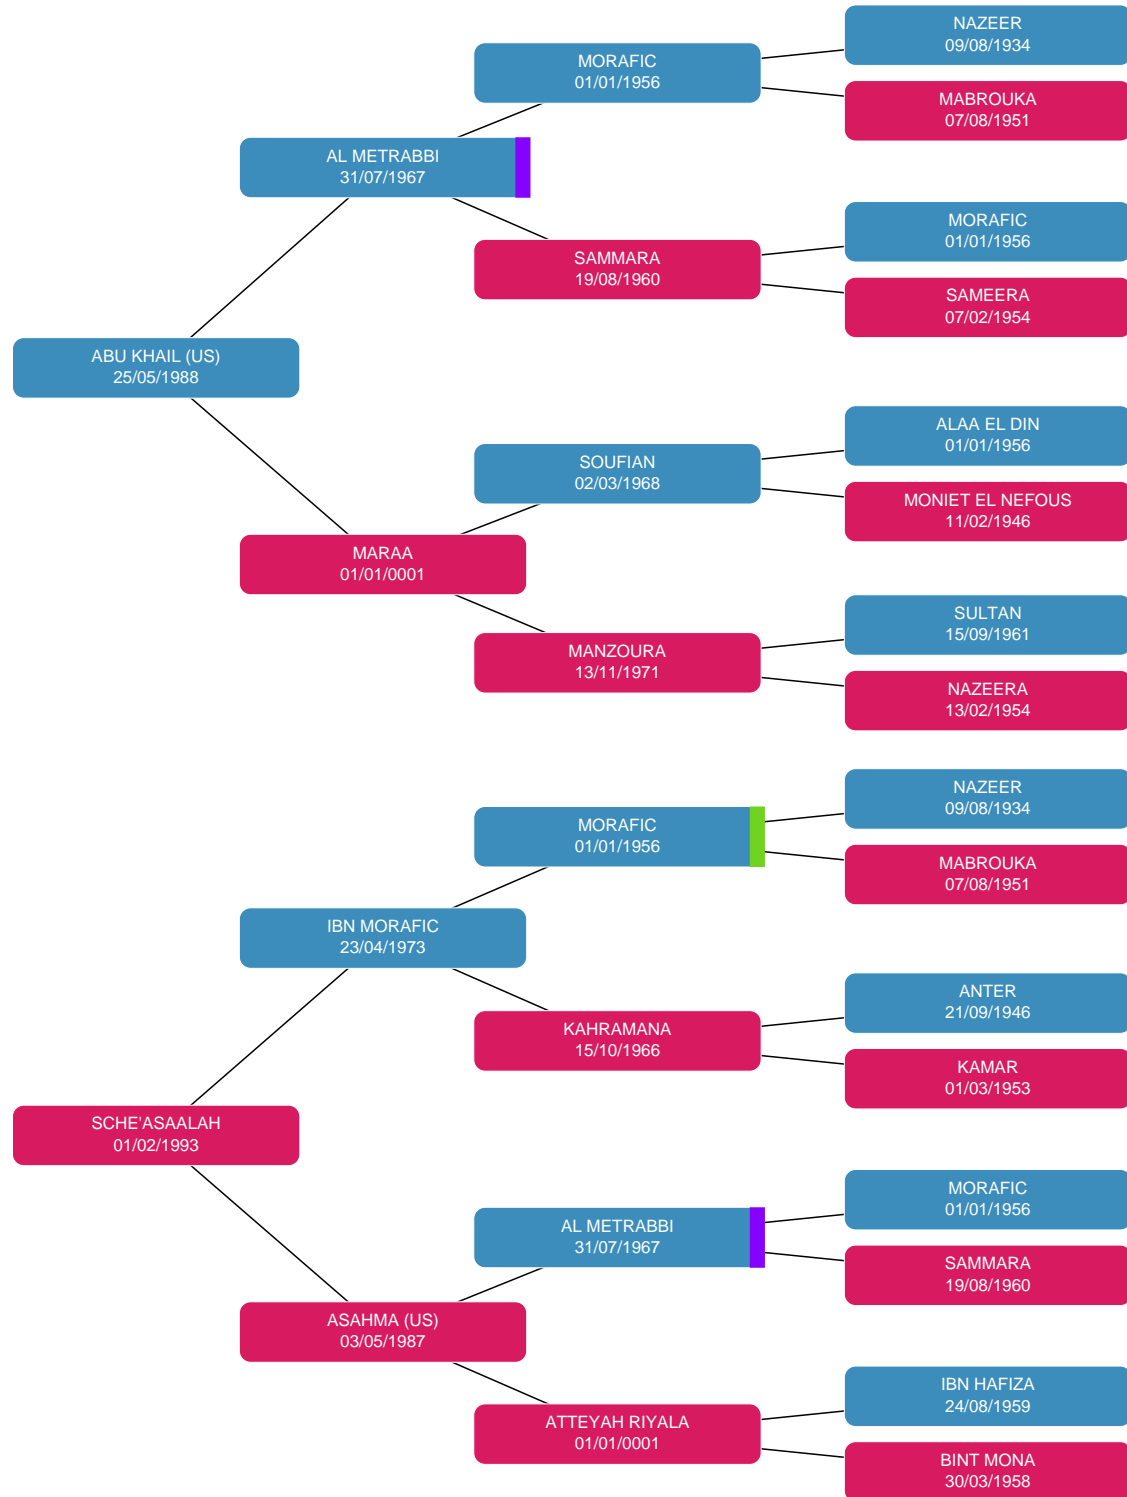 NAZEER
09/08/1934
MORAFIC
01/01/1956
MABROUKA
07/08/1951
AL METRABBI
31/07/1967
MORAFIC
01/01/1956
SAMMARA
19/08/1960
SAMEERA
07/02/1954
ABU KHAIL (US)
25/05/1988
ALAA EL DIN
01/01/1956
SOUFIAN
02/03/1968
MONIET EL NEFOUS
11/02/1946
MARAA
01/01/0001
SULTAN
15/09/1961
MANZOURA
13/11/1971
NAZEERA
13/02/1954
NAZEER
09/08/1934
MORAFIC
01/01/1956
MABROUKA
07/08/1951
IBN MORAFIC
23/04/1973
ANTER
21/09/1946
KAHRAMANA
15/10/1966
KAMAR
01/03/1953
SCHE'ASAALAH
01/02/1993
MORAFIC
01/01/1956
AL METRABBI
31/07/1967
SAMMARA
19/08/1960
ASAHMA (US)
03/05/1987
IBN HAFIZA
24/08/1959
ATTEYAH RIYALA
01/01/0001
BINT MONA
30/03/1958